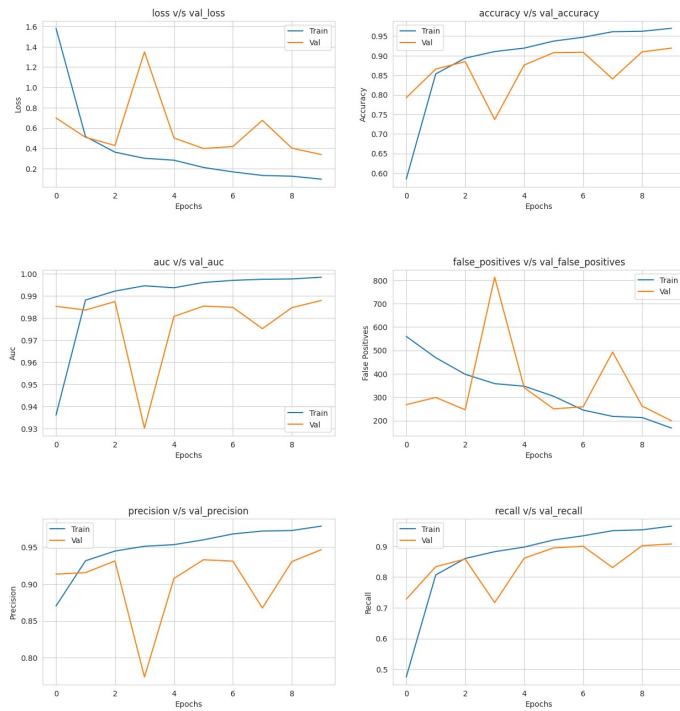 loss v/s val_loss
1.6
1.4
1.2
1.0
0.8
0.6
0.4
0.2
Loss
Train
Val
0 2 4 6 8
Epochs
accuracy v/s val_accuracy
0.95
0.90
0.85
0.80
0.75
0.70
0.65
0.60
Accuracy
Train
Val
0 2 4 6 8
Epochs
auc v/s val_auc
1.00
0.99
0.98
0.97
0.96
0.95
0.94
0.93
Auc
Train
Val
0 2 4 6 8
Epochs
false_positives v/s val_false_positives
800
700
600
500
400
300
200
False Positives
Train
Val
0 2 4 6 8
Epochs
precision v/s val_precision
Train
Val
0.95
0.90
0.85
0.80
Precision
0 2 4 6 8
Epochs
recall v/s val_recall
Train
Val
0.9
0.8
0.7
0.6
0.5
Recall
0 2 4 6 8
Epochs